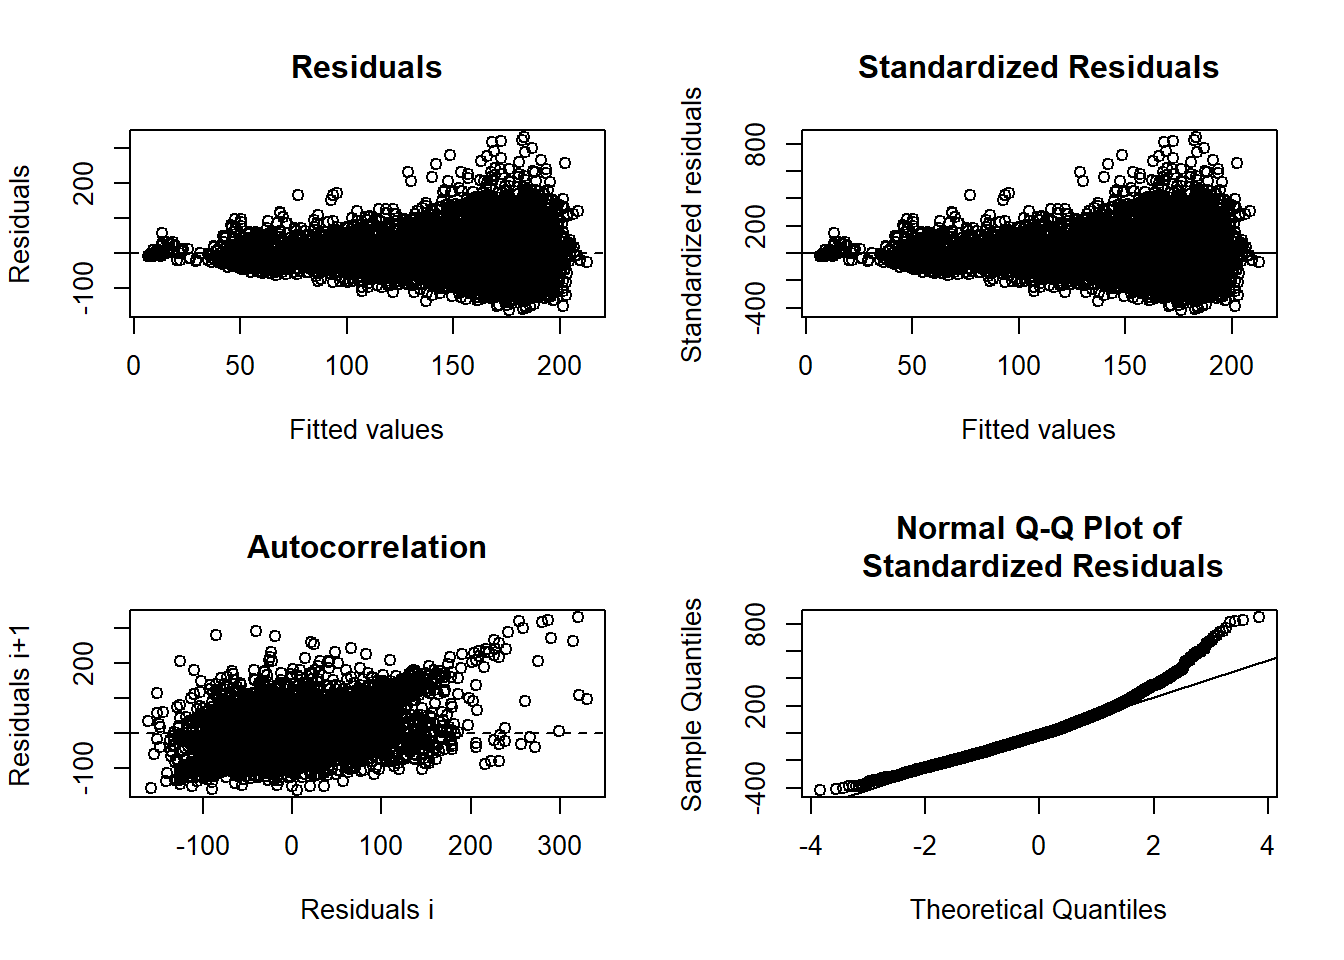 Residuals
Residuals
200
-100
0 50 100 150 200
Fitted values
Standardized Residuals
Standardized residuals
800
200
-400
0 50 100 150 200
Fitted values
Autocorrelation
Residuals i+1
200
-100
-100 0 100 200 300
Residuals i
Normal Q-Q Plot of
Standardized Residuals
Sample Quantiles
800
200
-400
-4 -2 0 2 4
Theoretical Quantiles